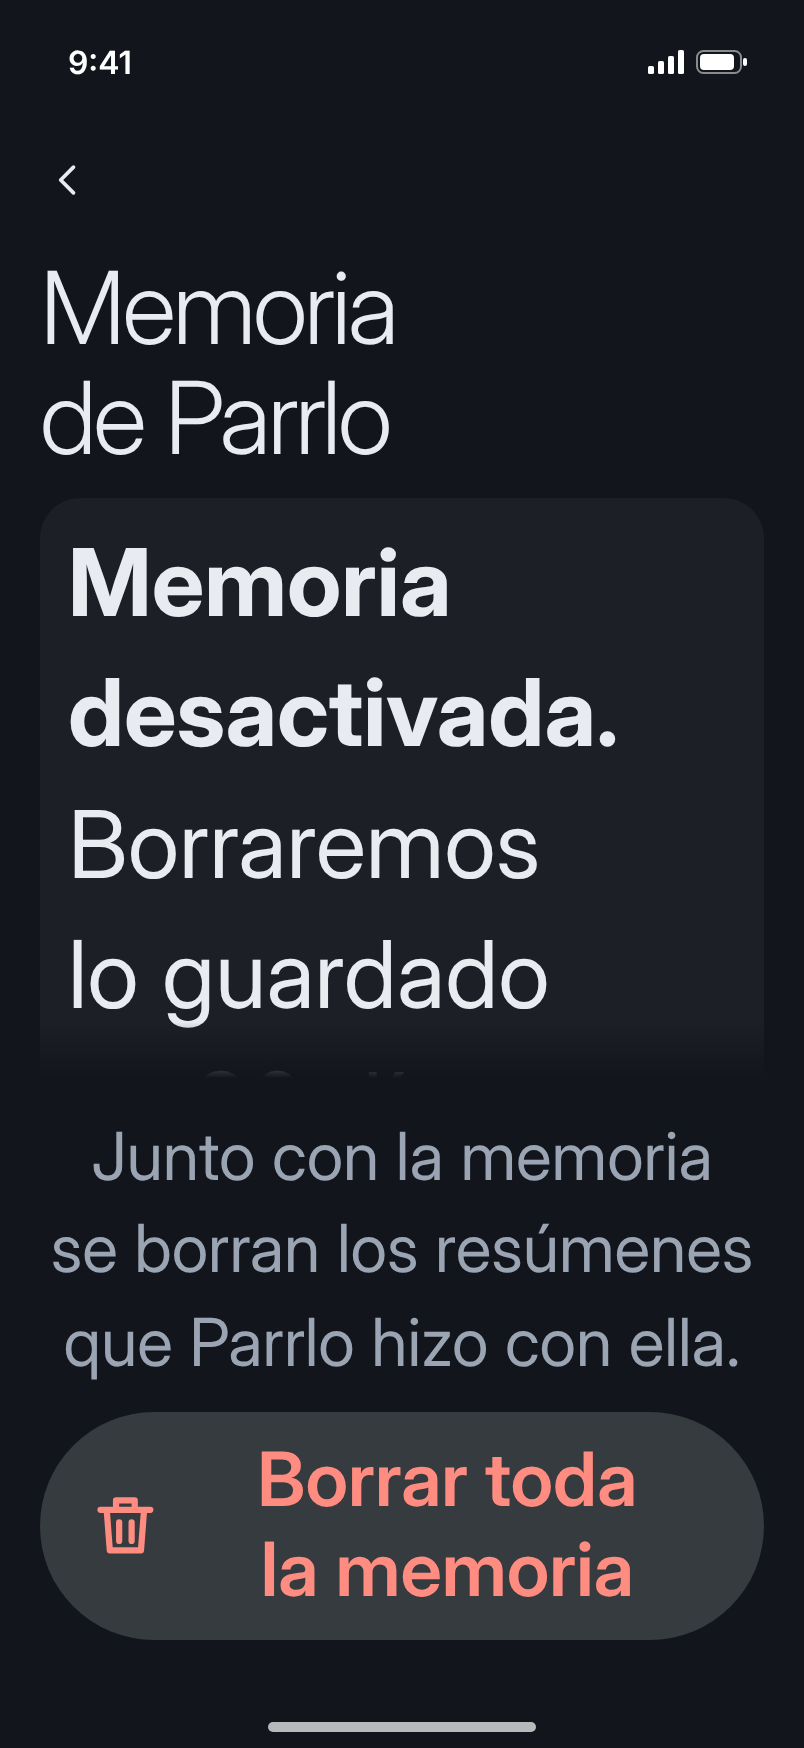 9:41
Memoria
de Parrlo
Memoria
desactivada.
Borraremos
lo guardado
Junto con la memoria
se borran los resúmenes
que Parrlo hizo con ella.
Borrar toda
la memoria